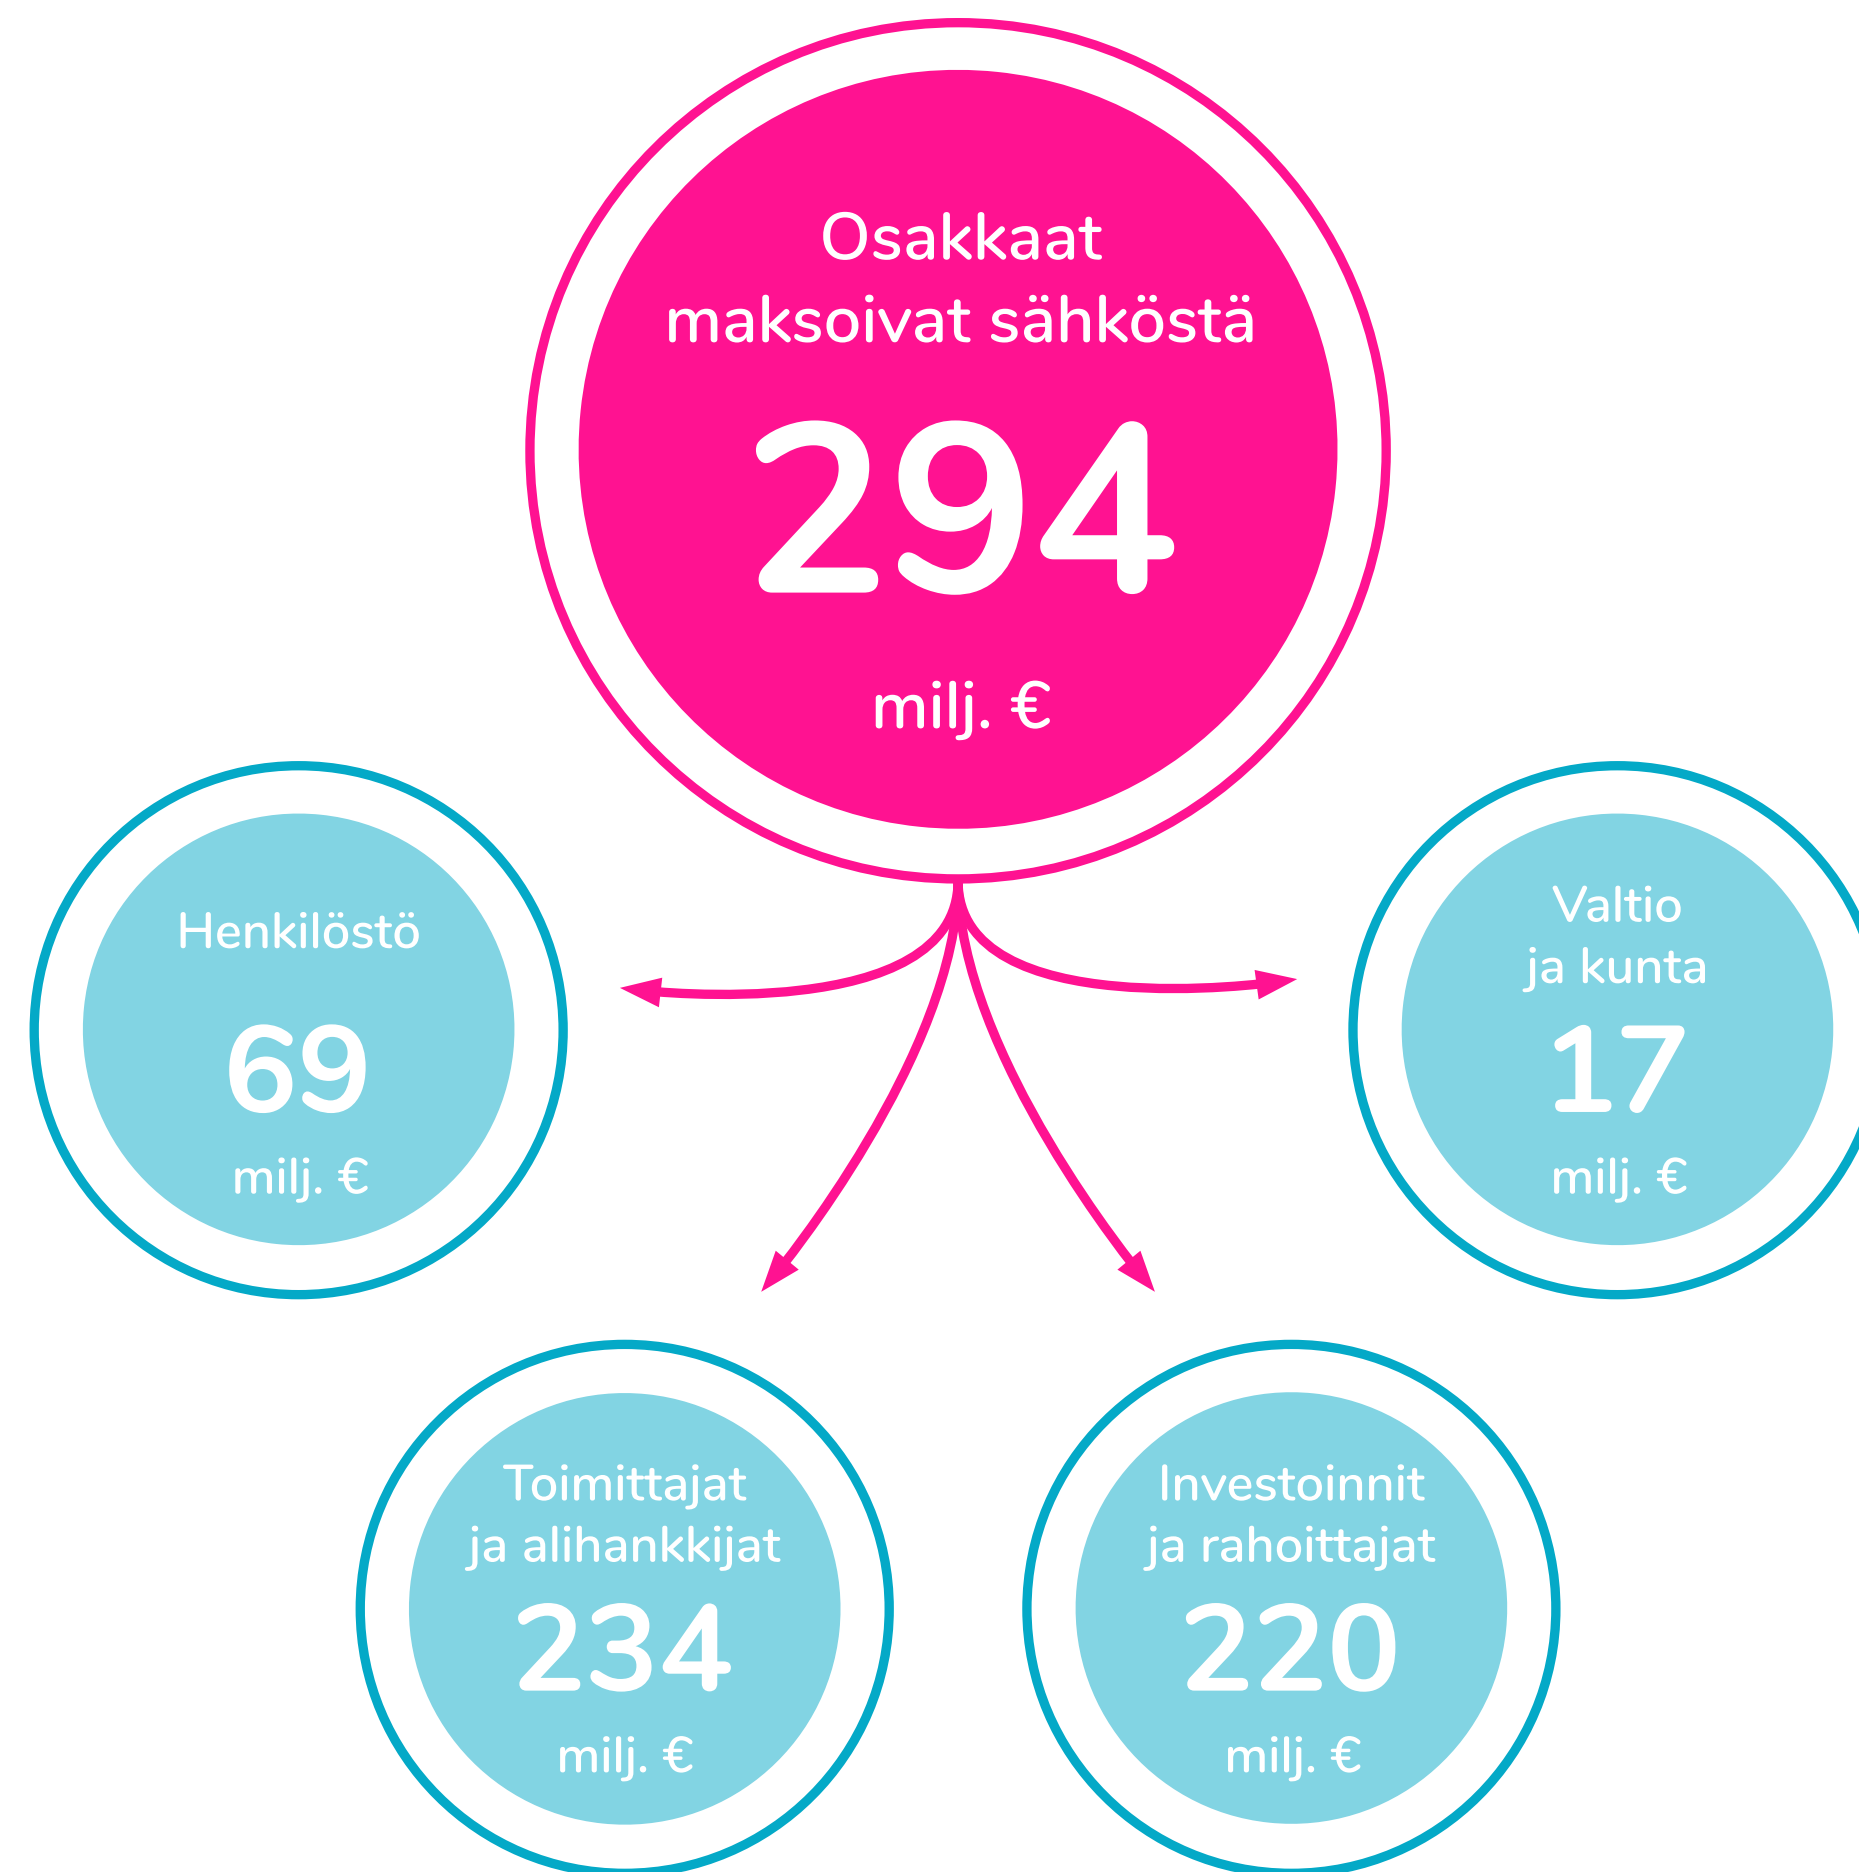 Osakkaat
maksoivat sähköstä
294
milj. €
Henkilöstö
69
milj. €
Valtio
ja kunta
17
milj. €
Toimittajat
ja alihankkijat
234
milj. €
Investoinnit
ja rahoittajat
220
milj. €